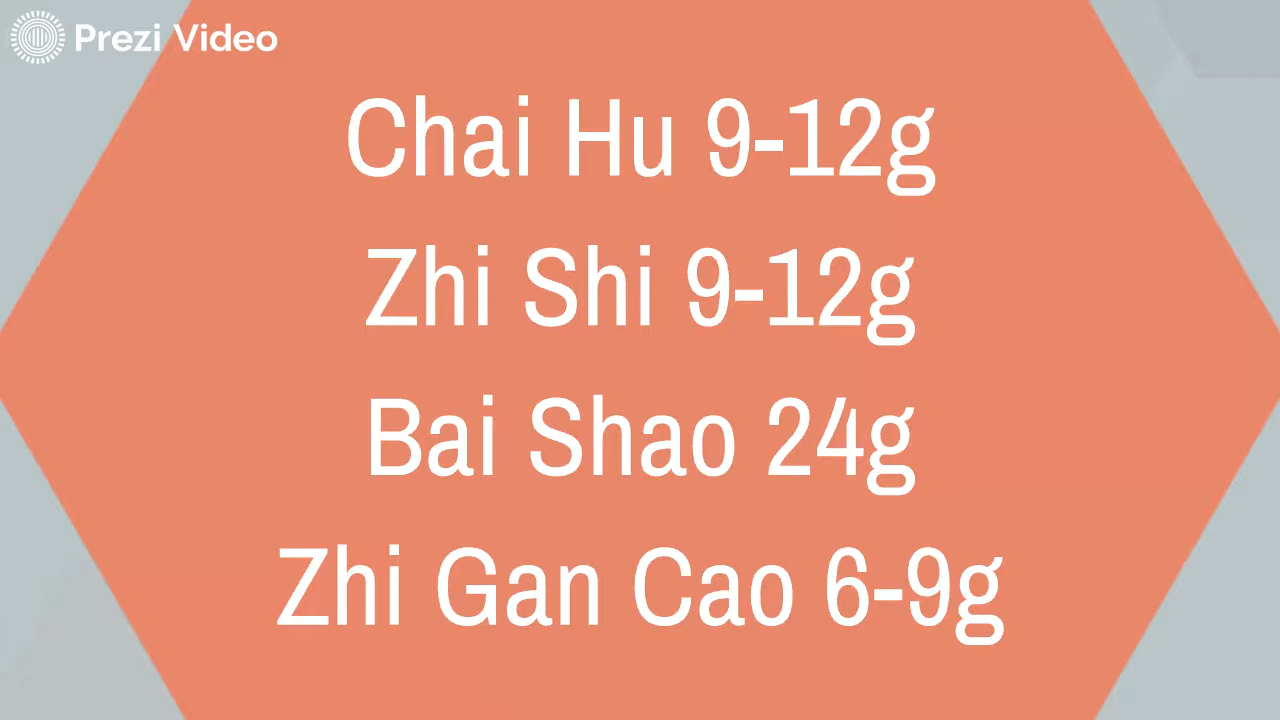 Prezi Video
Chai Hu 9-12g
Zhi Shi 9-12g
Bai Shao 24g
Zhi Gan Cao 6-9g